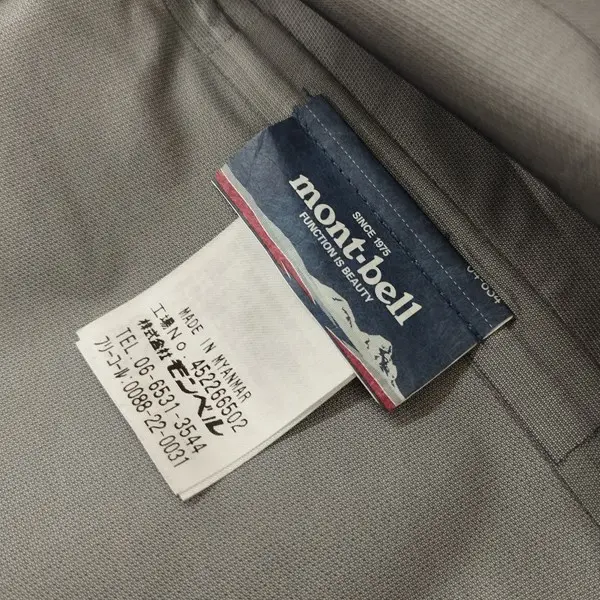 SINCE 1975
mont-bell
FUNCTION IS BEAUTY
MADE IN MYANMAR
工場No. 452266502
株式会社モンベル
TEL: 06-6531-3544
フリーコール: 0088-22-0031